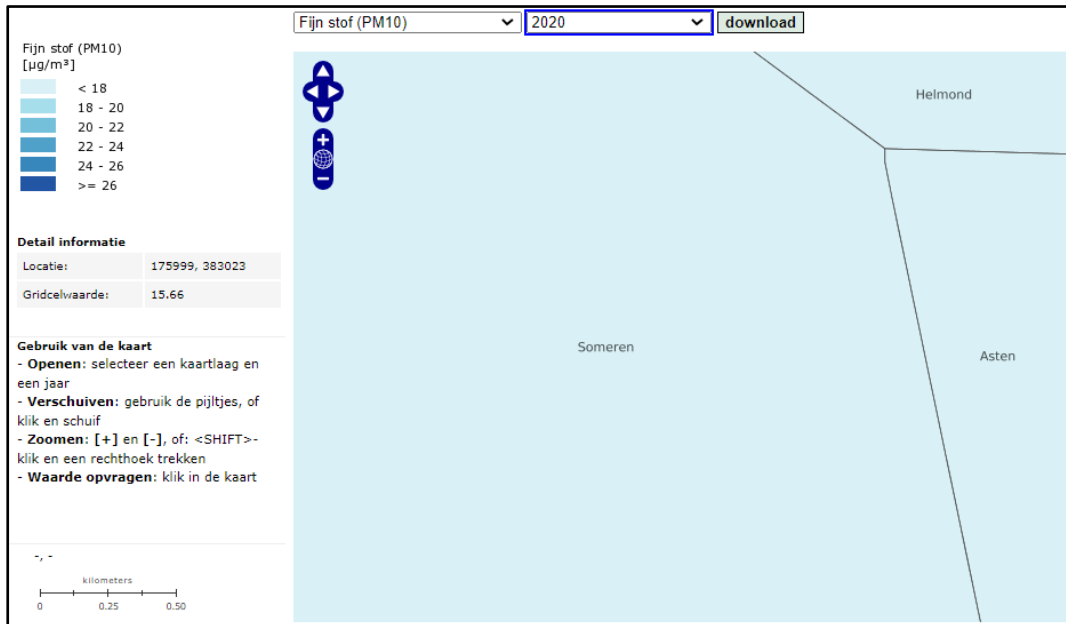 Fijn stof (PM10)
2020
download
Fijn stof (PM10)
[µg/m³]
< 18
18 - 20
20 - 22
22 - 24
24 - 26
>= 26
Detail informatie
Locatie: 175999, 383023
Gridcelwaarde: 15.66
Gebruik van de kaart
- Openen: selecteer een kaartlaag en
een jaar
- Verschuiven: gebruik de pijltjes, of
klik en schuif
- Zoomen: [+] en [-], of: <SHIFT>-
klik en een rechthoek trekken
- Waarde opvragen: klik in de kaart
-, -
kilometers
0 0.25 0.50
Helmond
Someren
Asten